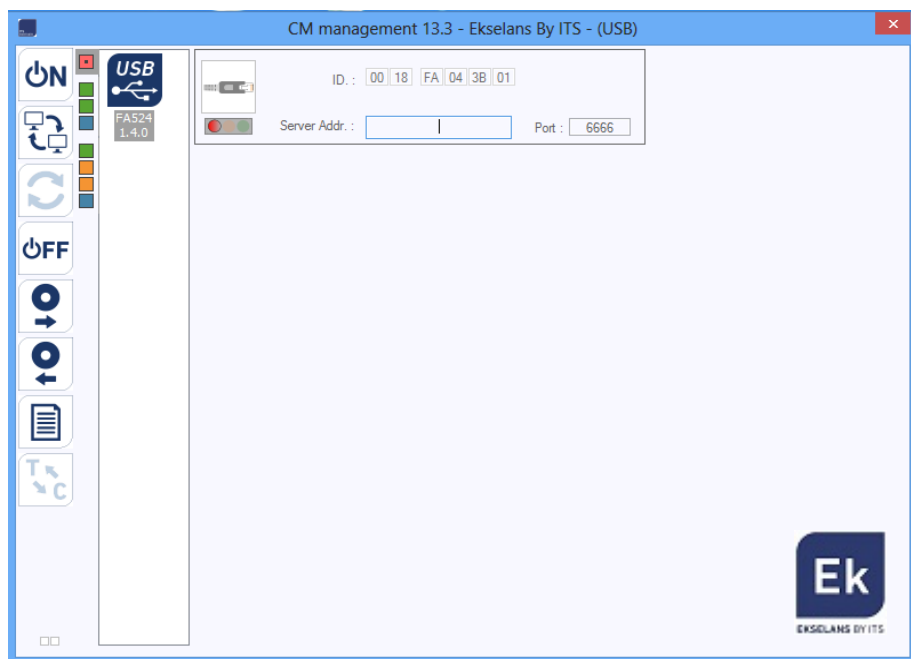 CM management 13.3 - Ekselans By ITS - (USB)
ON
USB
FA524
1.4.0
ID. : 00 18 FA 04 3B 01
Server Addr. : Port : 6666
OFF
T
C
Ek
EKSELANS BY ITS